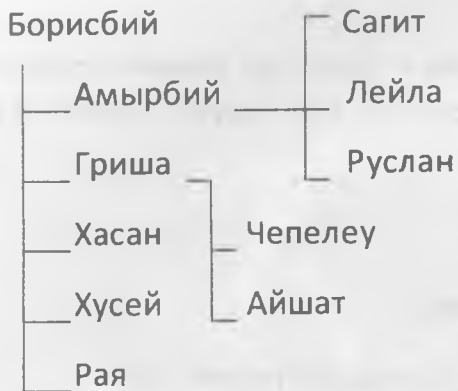 Борисбий
Сагит
Амырбий
Лейла
Гриша
Руслан
Хасан
Чепелеу
Хусей
Айшат
Рая